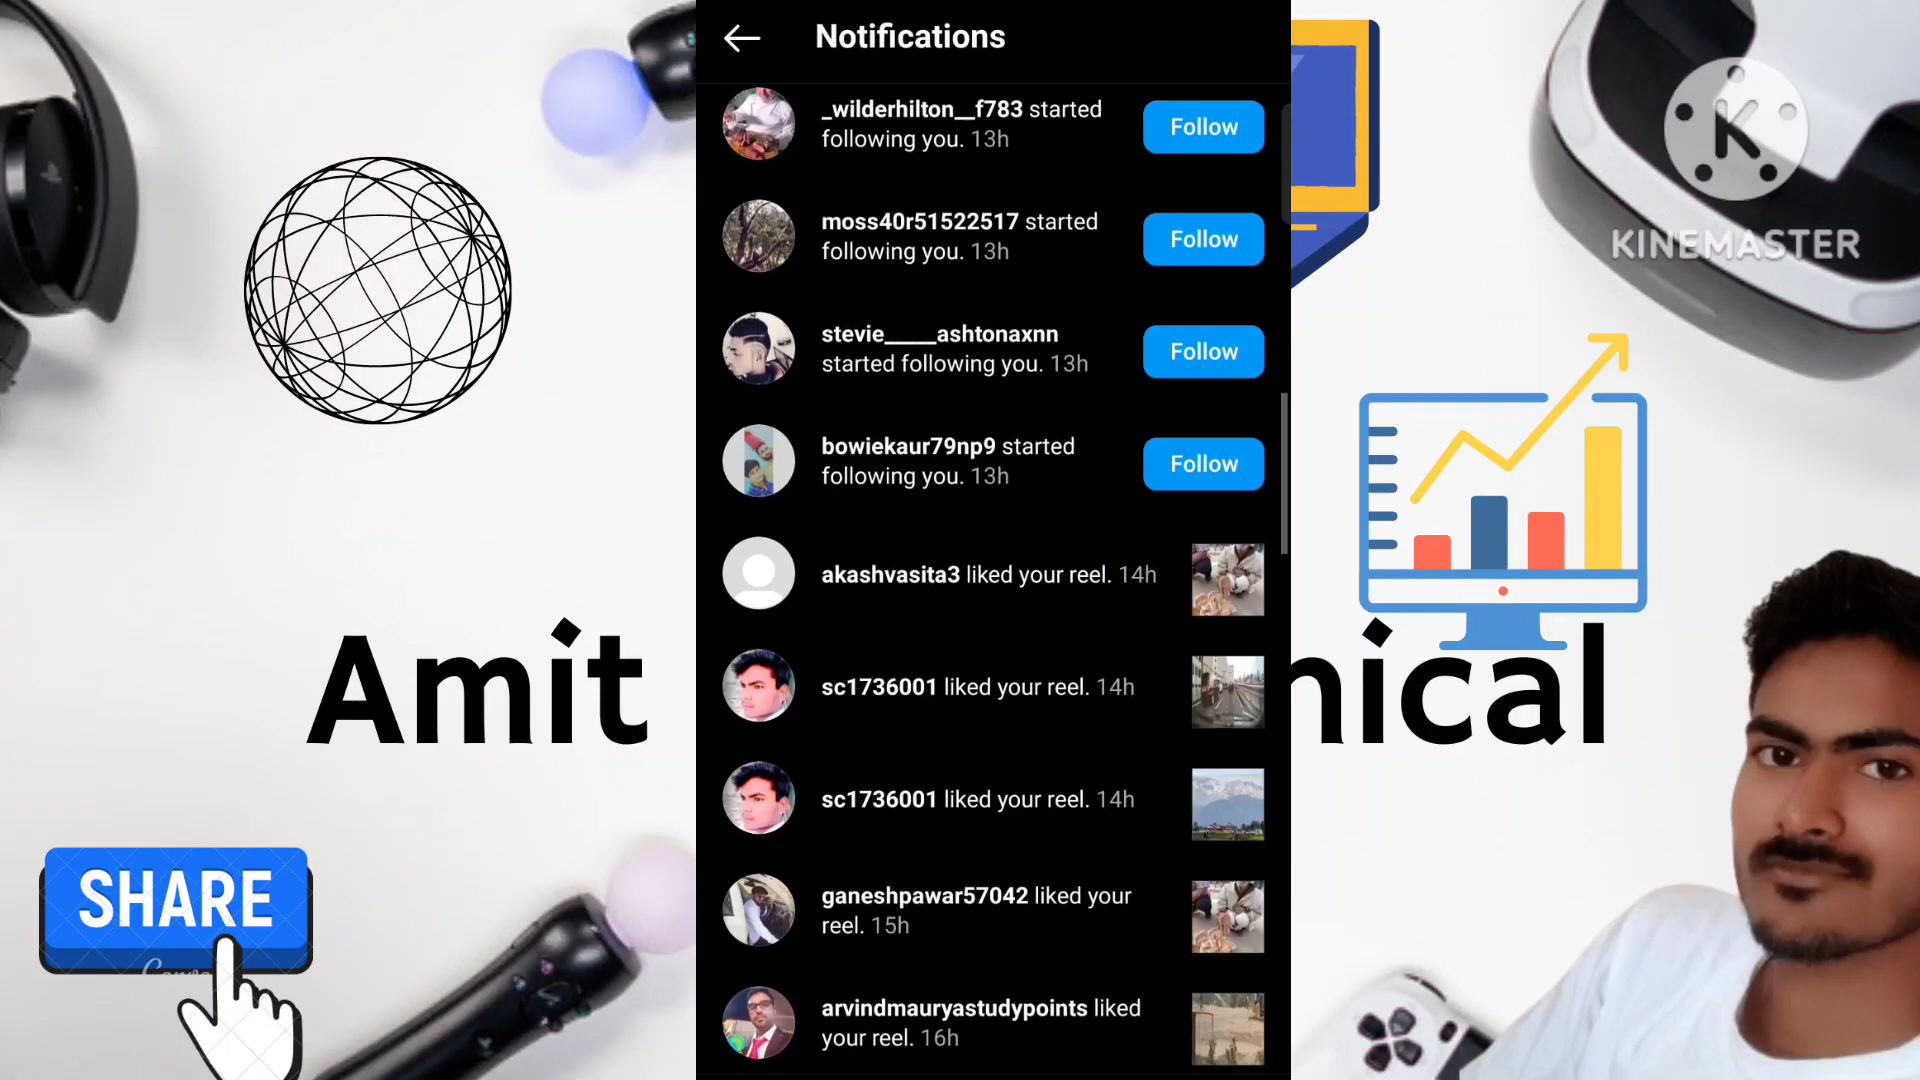 Notifications
_wilderhilton__f783 started
following you. 13h
Follow
moss40r51522517 started
following you. 13h
Follow
stevie_____ashtonaxnn
started following you. 13h
Follow
bowiekaur79np9 started
following you. 13h
Follow
akashvasita3 liked your reel. 14h
sc1736001 liked your reel. 14h
sc1736001 liked your reel. 14h
ganeshpawar57042 liked your
reel. 15h
arvindmauryastudypoints liked
your reel. 16h
K
KINEMASTER
Amit
nical
SHARE
Canva